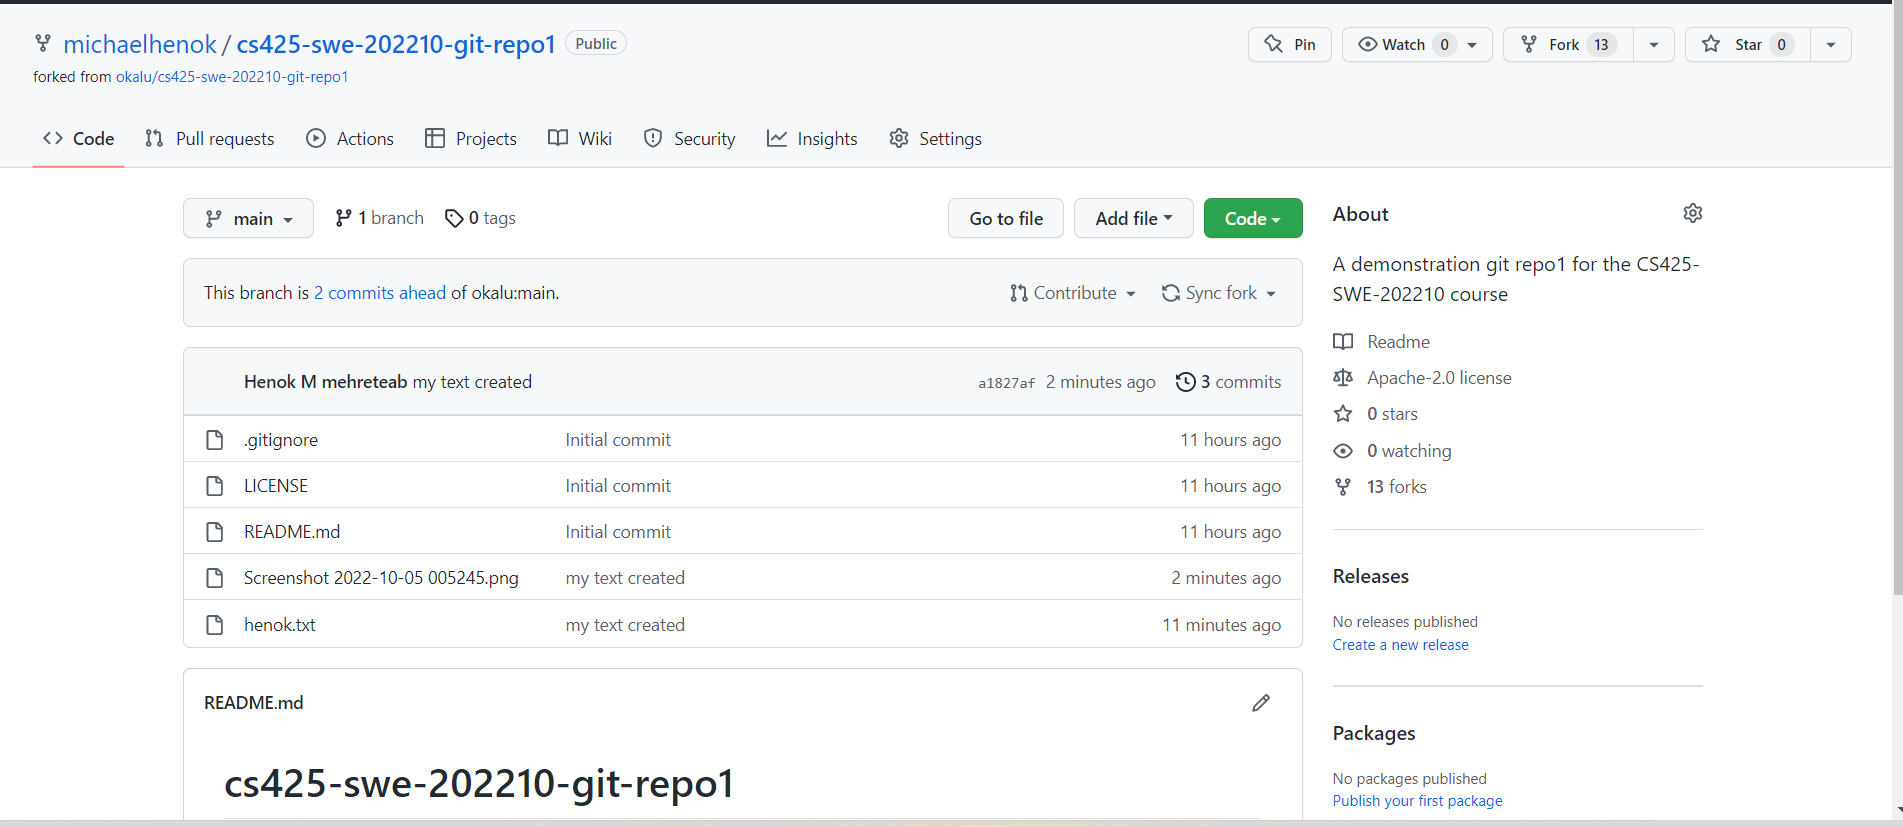 michaelhenok / cs425-swe-202210-git-repo1 Public
forked from okalu/cs425-swe-202210-git-repo1
Pin
Watch 0
Fork 13
Star 0
Code
Pull requests
Actions
Projects
Wiki
Security
Insights
Settings
main
1 branch
0 tags
Go to file
Add file
Code
This branch is 2 commits ahead of okalu:main.
Contribute
Sync fork
Henok M mehreteab my text created a1827af 2 minutes ago 3 commits
.gitignore Initial commit 11 hours ago
LICENSE Initial commit 11 hours ago
README.md Initial commit 11 hours ago
Screenshot 2022-10-05 005245.png my text created 2 minutes ago
henok.txt my text created 11 minutes ago
README.md
cs425-swe-202210-git-repo1
About
A demonstration git repo1 for the CS425-
SWE-202210 course
Readme
Apache-2.0 license
0 stars
0 watching
13 forks
Releases
No releases published
Create a new release
Packages
No packages published
Publish your first package